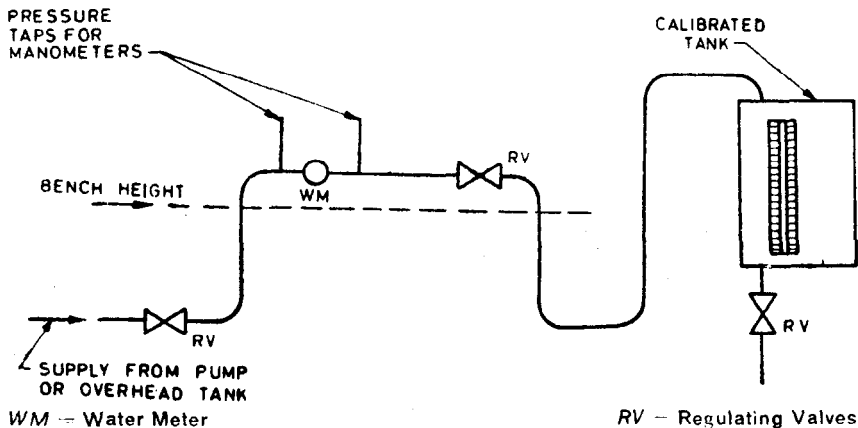 PRESSURE
TAPS FOR
MANOMETERS
CALIBRATED
TANK
RV
BENCH HEIGHT
WM
RV
RV
SUPPLY FROM PUMP
OR OVERHEAD TANK
WM — Water Meter
RV — Regulating Valves